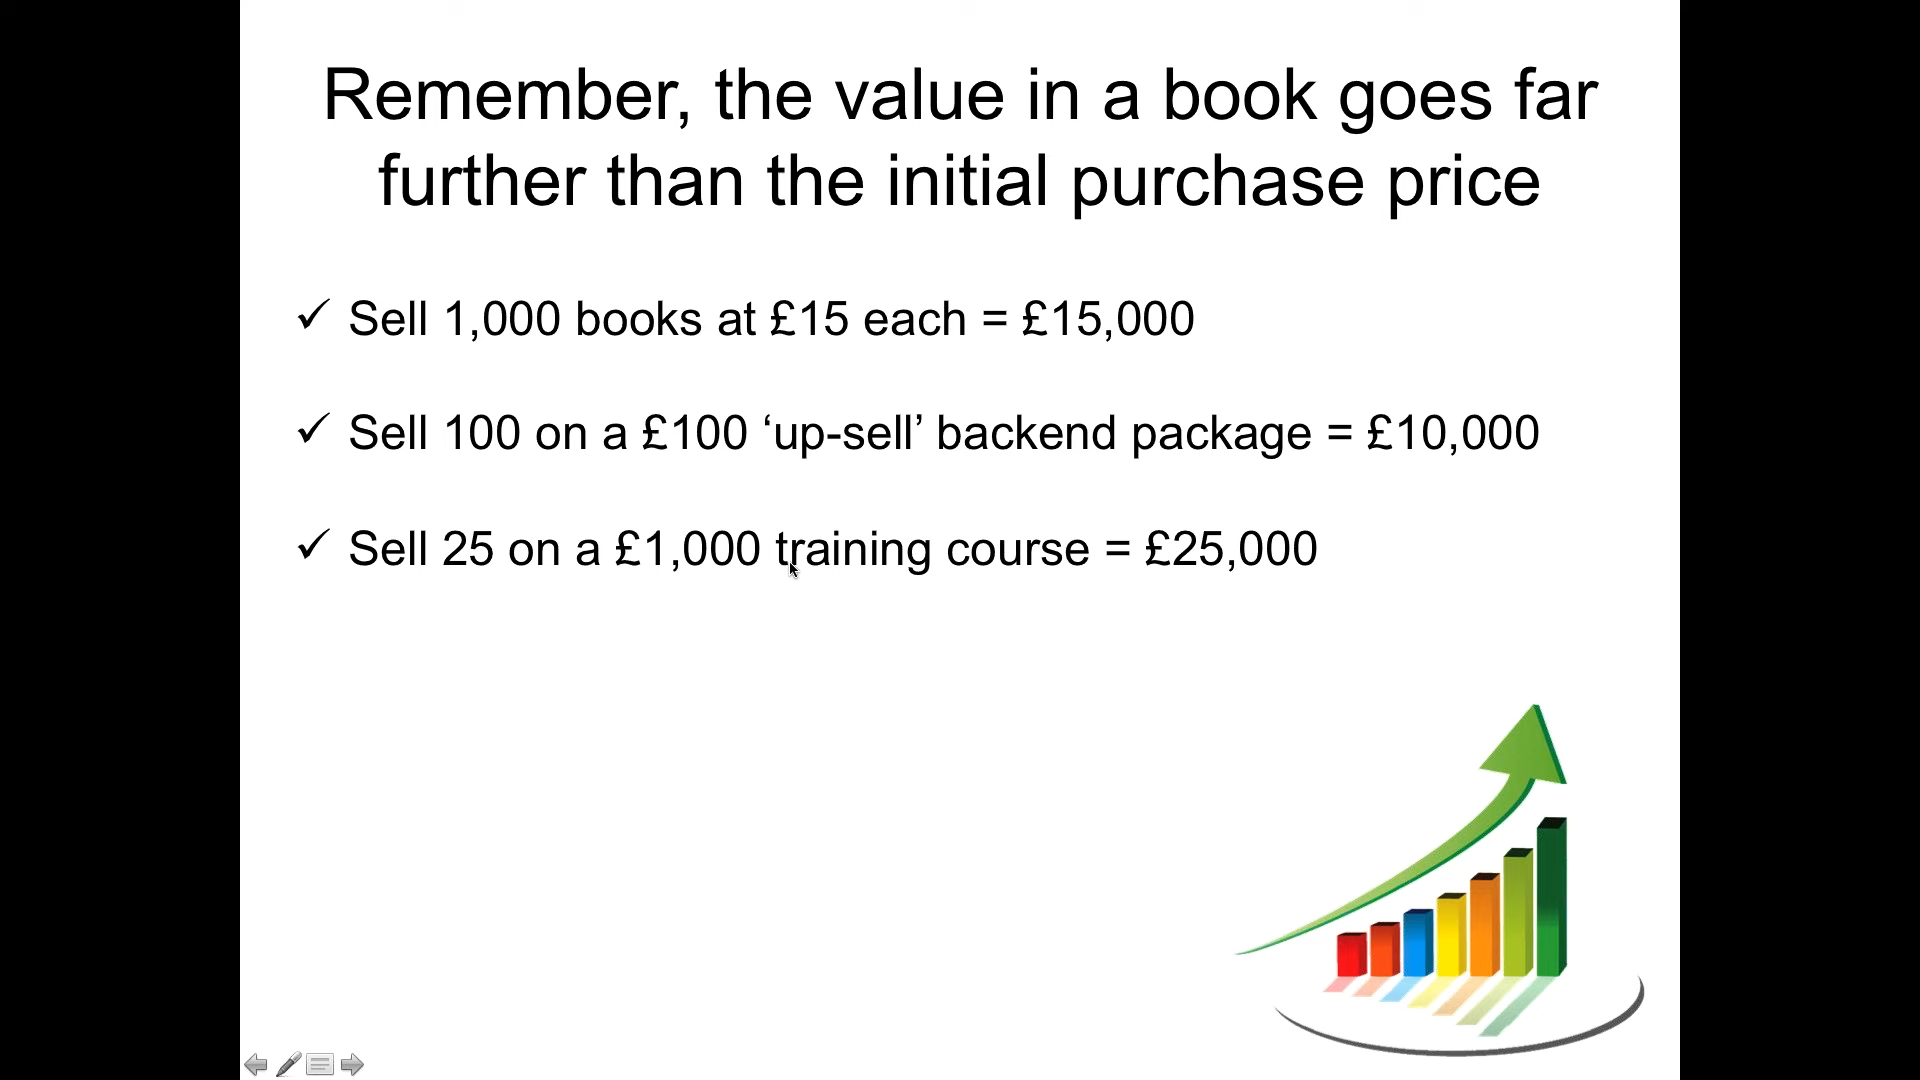 Remember, the value in a book goes far
further than the initial purchase price
✓ Sell 1,000 books at £15 each = £15,000
✓ Sell 100 on a £100 ‘up-sell’ backend package = £10,000
✓ Sell 25 on a £1,000 training course = £25,000